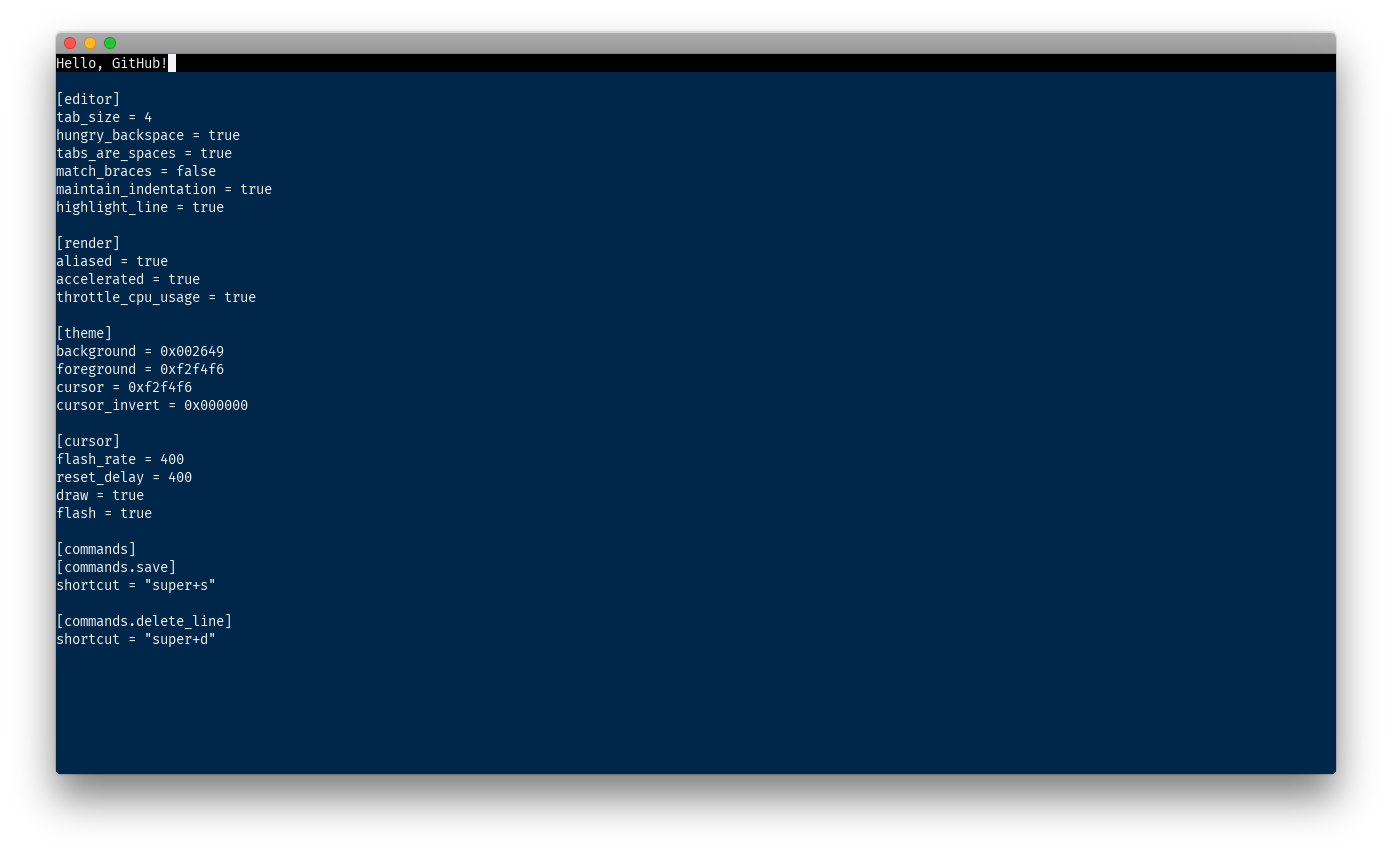 Hello, GitHub!
[editor]
tab_size = 4
hungry_backspace = true
tabs_are_spaces = true
match_braces = false
maintain_indentation = true
highlight_line = true
[render]
aliased = true
accelerated = true
throttle_cpu_usage = true
[theme]
background = 0x002649
foreground = 0xf2f4f6
cursor = 0xf2f4f6
cursor_invert = 0x000000
[cursor]
flash_rate = 400
reset_delay = 400
draw = true
flash = true
[commands]
[commands.save]
shortcut = "super+s"
[commands.delete_line]
shortcut = "super+d"